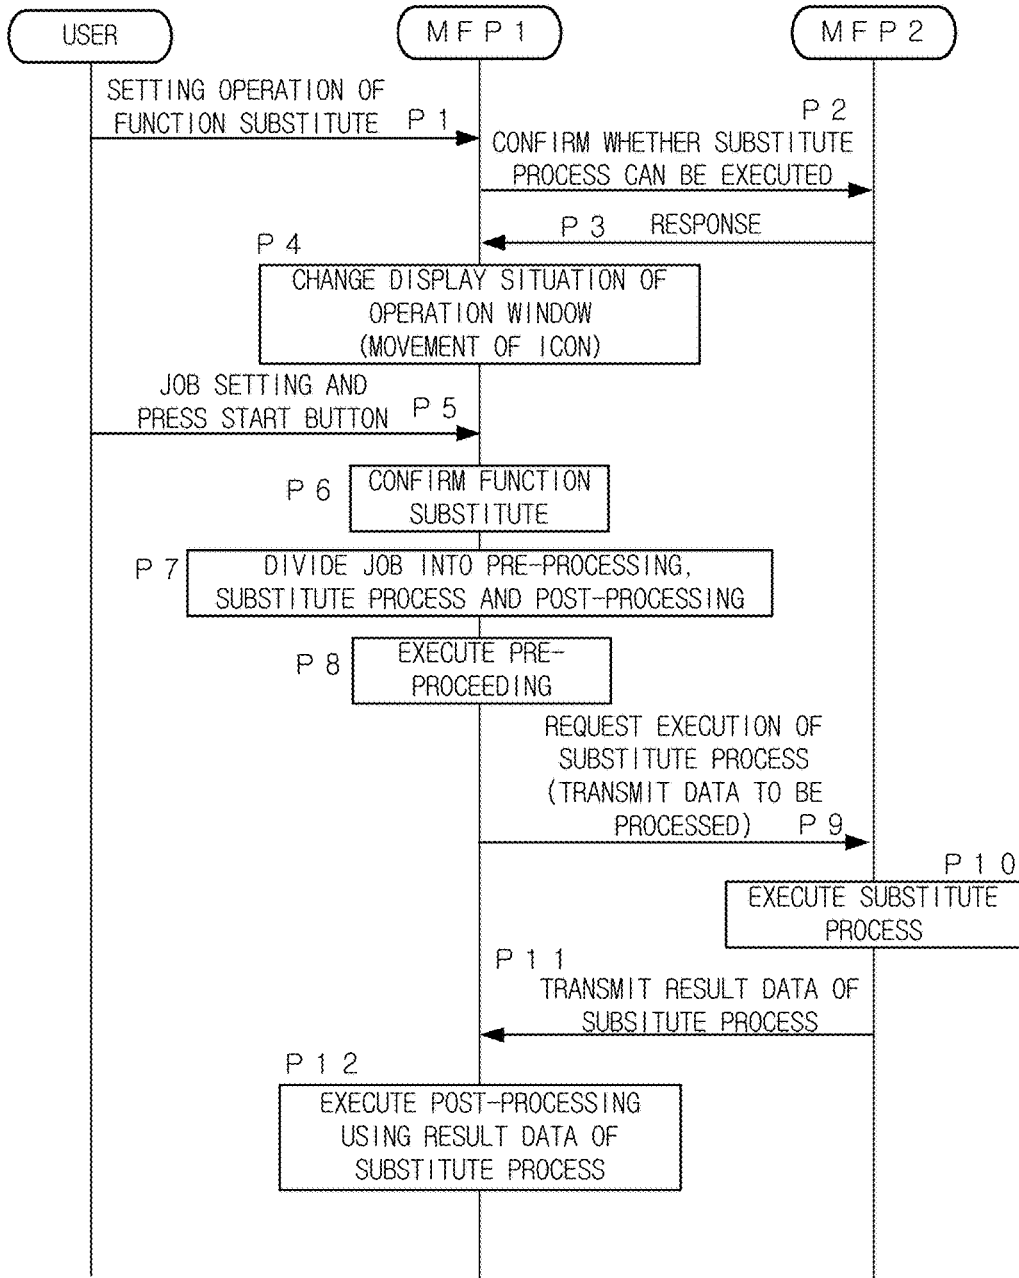 USER
MFP1
MFP2
SETTING OPERATION OF
FUNCTION SUBSTITUTE
P1
P2
CONFIRM WHETHER SUBSTITUTE
PROCESS CAN BE EXECUTED
P3
RESPONSE
P4
CHANGE DISPLAY SITUATION OF
OPERATION WINDOW
(MOVEMENT OF ICON)
JOB SETTING AND
PRESS START BUTTON
P5
P6
CONFIRM FUNCTION
SUBSTITUTE
P7
DIVIDE JOB INTO PRE-PROCESSING,
SUBSTITUTE PROCESS AND POST-PROCESSING
P8
EXECUTE PRE-
PROCEEDING
REQUEST EXECUTION OF
SUBSTITUTE PROCESS
(TRANSMIT DATA TO BE
PROCESSED)
P9
P10
EXECUTE SUBSTITUTE
PROCESS
P11
TRANSMIT RESULT DATA OF
SUBSITUTE PROCESS
P12
EXECUTE POST-PROCESSING
USING RESULT DATA OF
SUBSTITUTE PROCESS